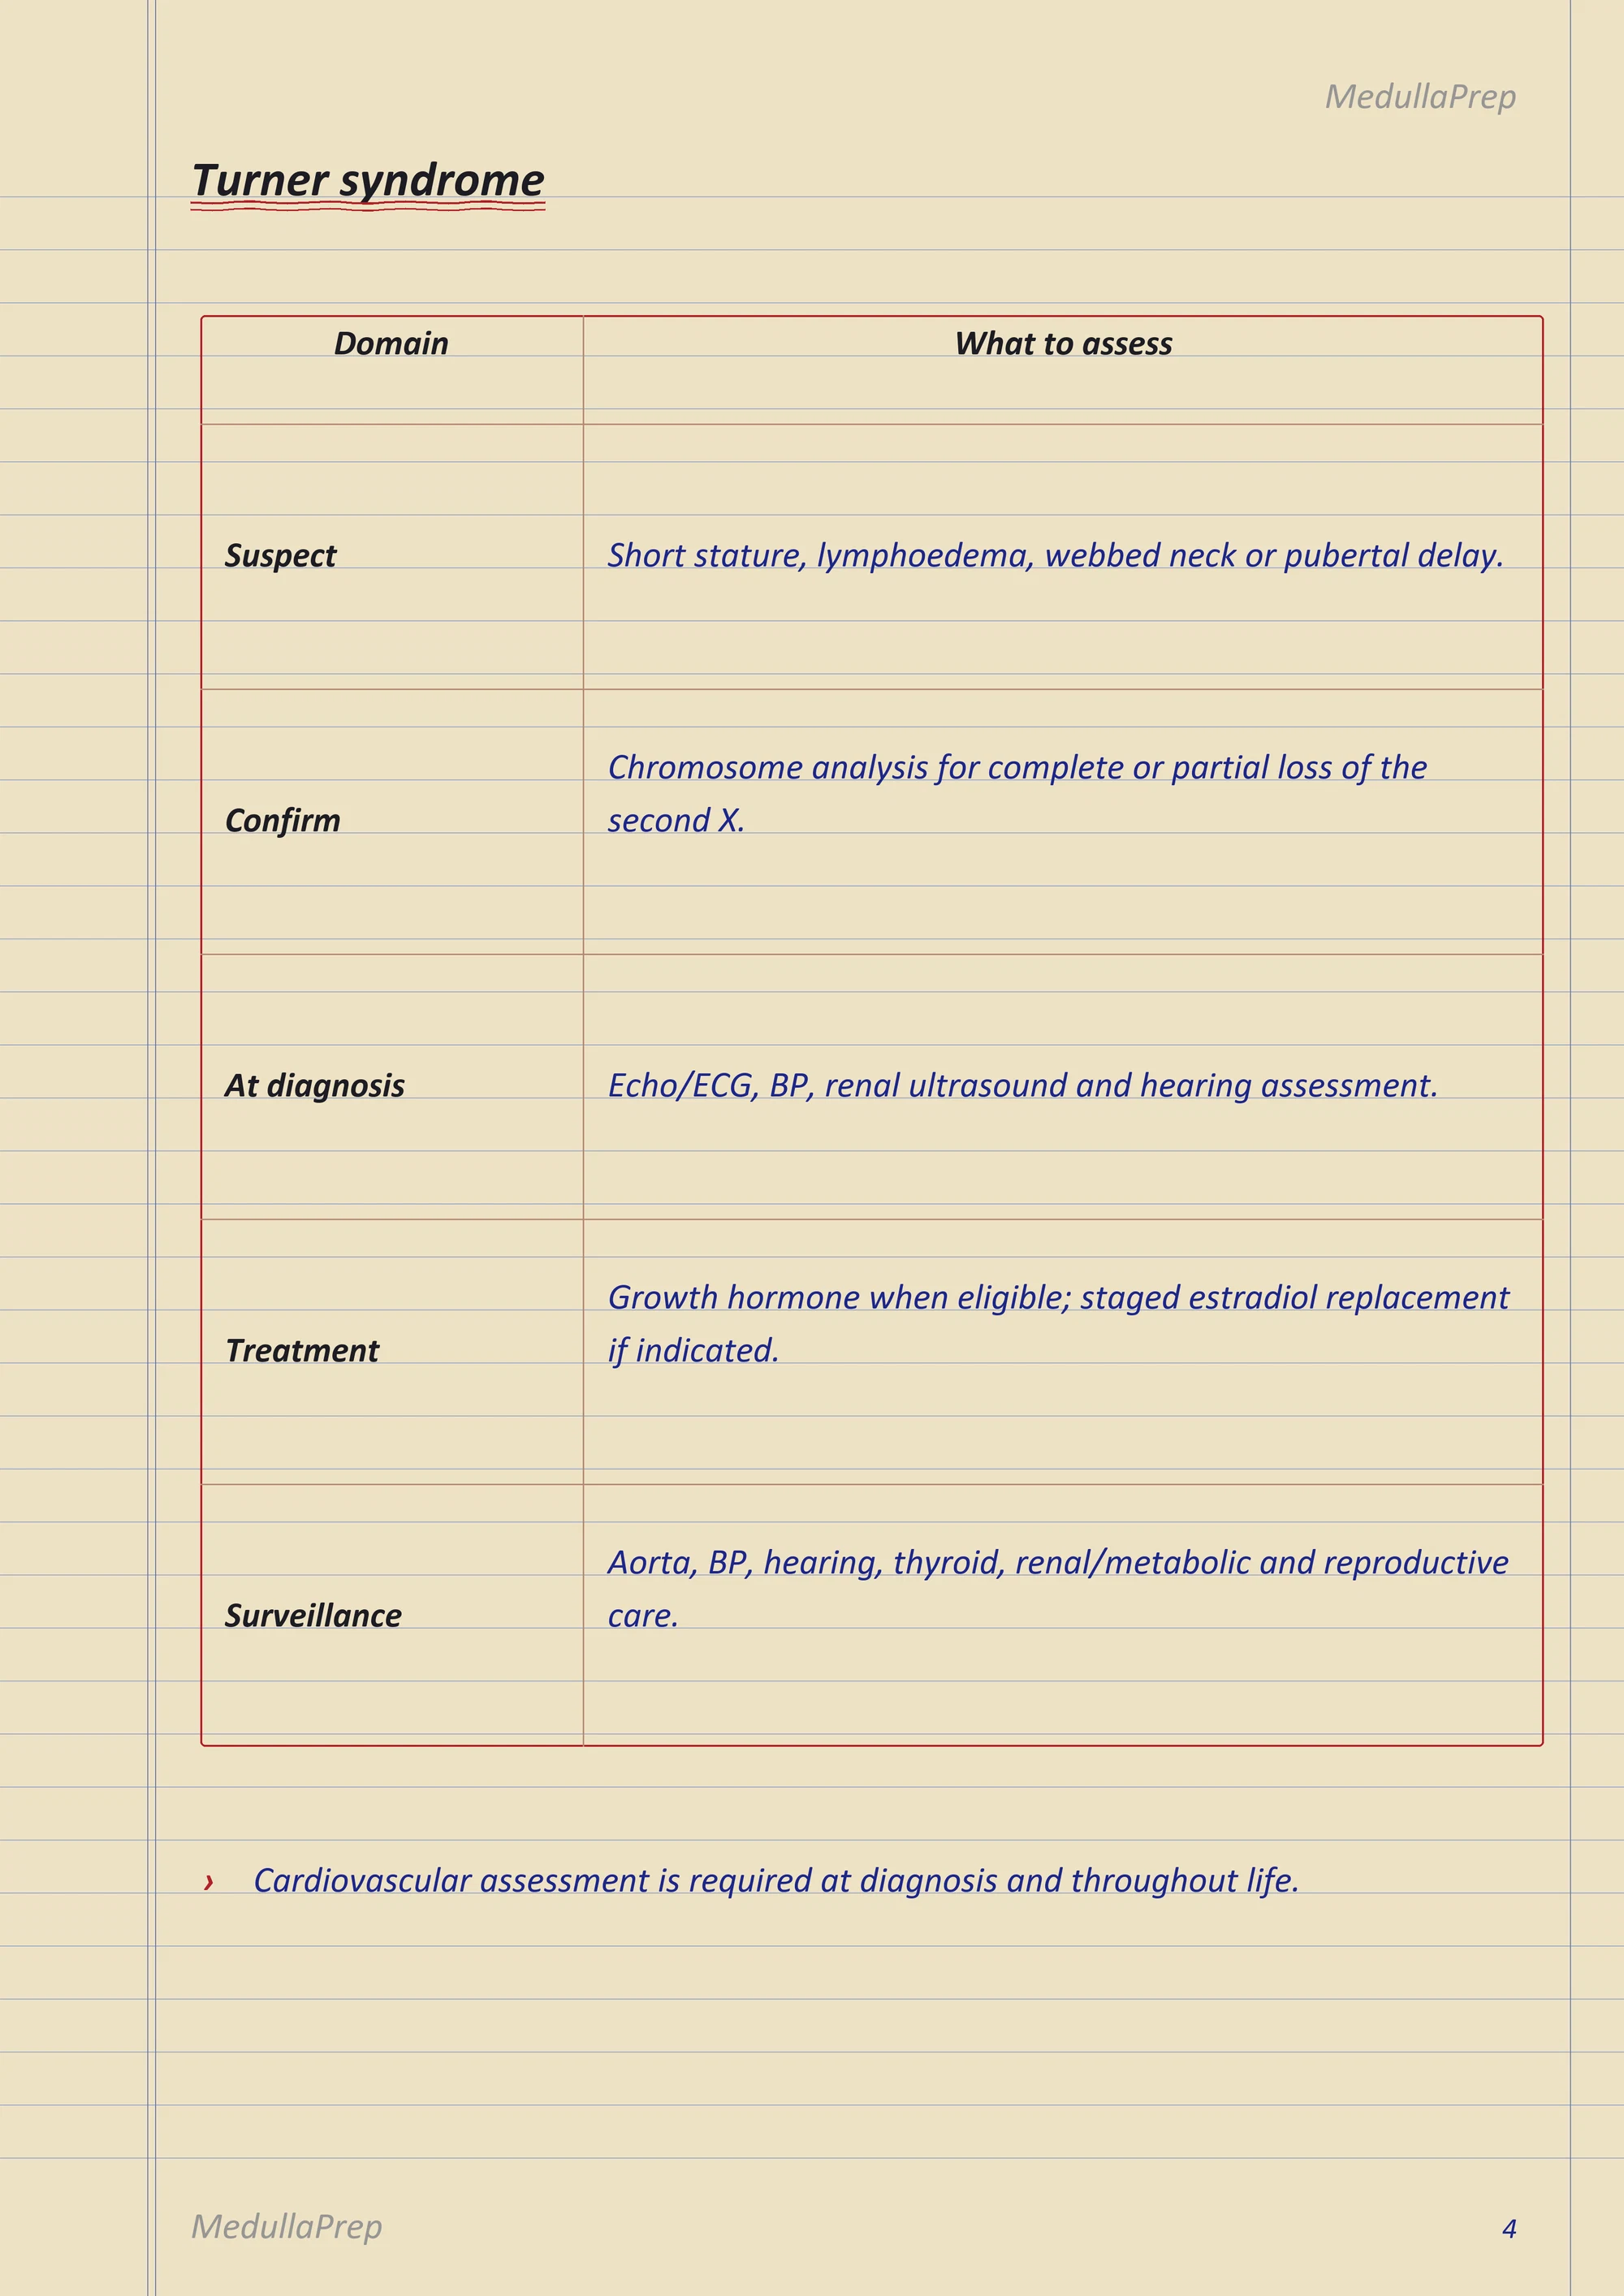 MedullaPrep
Turner syndrome
Domain What to assess
Suspect Short stature, lymphoedema, webbed neck or pubertal delay.
Chromosome analysis for complete or partial loss of the
Confirm second X.
At diagnosis Echo/ECG, BP, renal ultrasound and hearing assessment.
Growth hormone when eligible; staged estradiol replacement
Treatment if indicated.
Aorta, BP, hearing, thyroid, renal/metabolic and reproductive
Surveillance care.
› Cardiovascular assessment is required at diagnosis and throughout life.
MedullaPrep 4